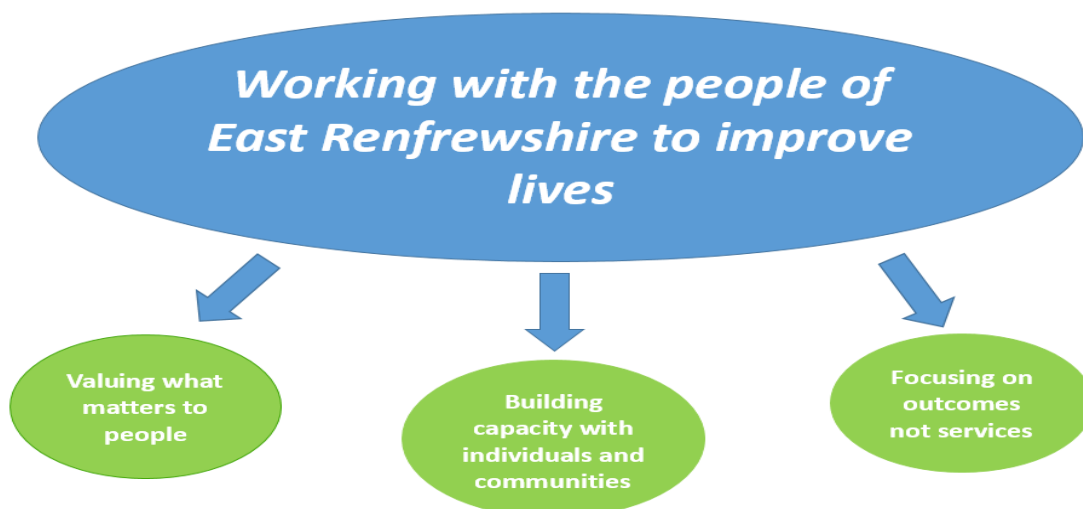 Working with the people of
East Renfrewshire to improve
lives
Valuing what
matters to
people
Building
capacity with
individuals and
communities
Focusing on
outcomes
not services